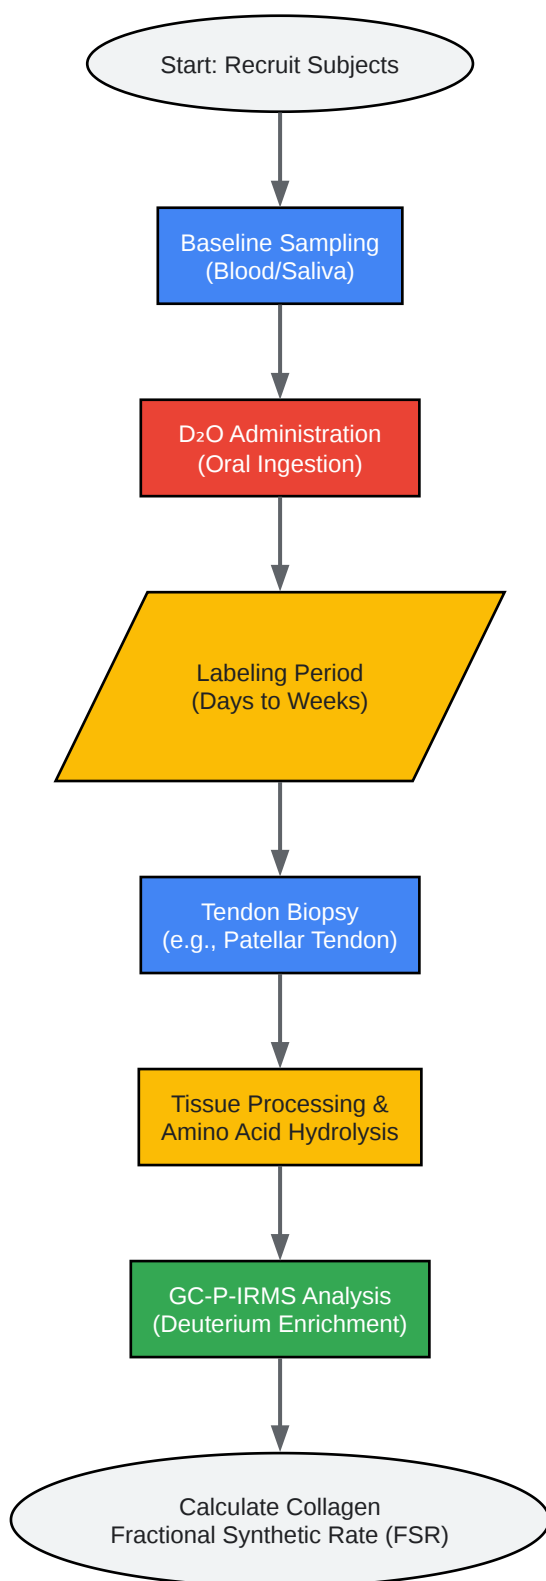 Start: Recruit Subjects
Baseline Sampling
(Blood/Saliva)
D₂O Administration
(Oral Ingestion)
Labeling Period
(Days to Weeks)
Tendon Biopsy
(e.g., Patellar Tendon)
Tissue Processing &
Amino Acid Hydrolysis
GC-P-IRMS Analysis
(Deuterium Enrichment)
Calculate Collagen
Fractional Synthetic Rate (FSR)